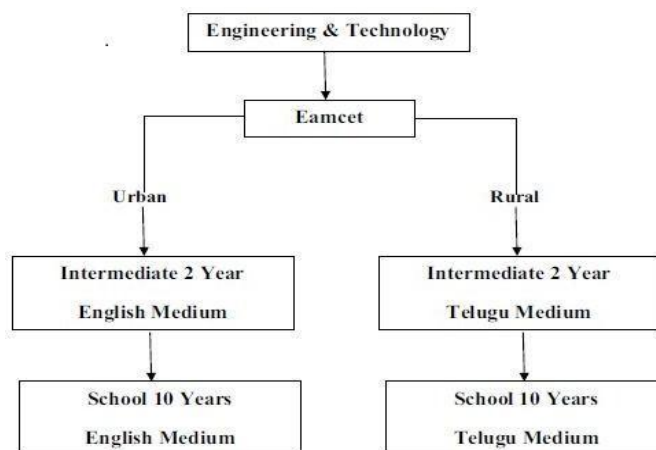 Engineering & Technology
Eamcet
Urban
Rural
Intermediate 2 Year
English Medium
Intermediate 2 Year
Telugu Medium
School 10 Years
English Medium
School 10 Years
Telugu Medium